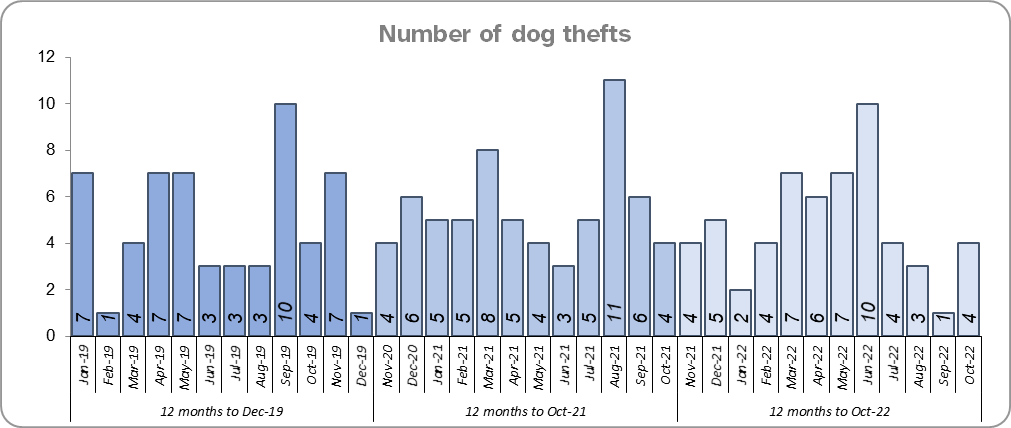 Number of dog thefts
12
10
8
6
4
2
0
7 1 4 7 7 3 3 3 10 4 7 1 4 6 5 5 8 5 4 3 5 11 6 4 4 5 2 4 7 6 7 10 4 3 1 4
Jan-19 Feb-19 Mar-19 Apr-19 May-19 Jun-19 Jul-19 Aug-19 Sep-19 Oct-19 Nov-19 Dec-19 Nov-20 Dec-20 Jan-21 Feb-21 Mar-21 Apr-21 May-21 Jun-21 Jul-21 Aug-21 Sep-21 Oct-21 Nov-21 Dec-21 Jan-22 Feb-22 Mar-22 Apr-22 May-22 Jun-22 Jul-22 Aug-22 Sep-22 Oct-22
12 months to Dec-19 12 months to Oct-21 12 months to Oct-22